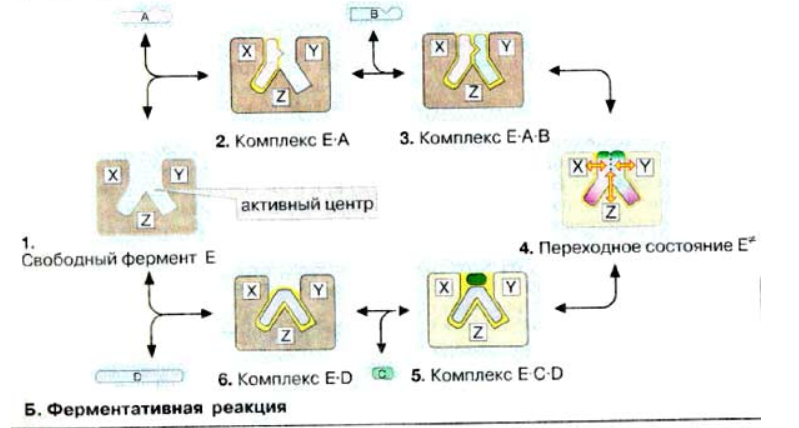 A
B
X Y
Z
2. Комплекс E·A
X Y
Z
3. Комплекс E·A·B
X Y
Z
4. Переходное состояние E≠
X Y
Z
активный центр
1.
Свободный фермент E
X Y
Z
6. Комплекс E·D
X Y
Z
5. Комплекс E·C·D
D
C
Б. Ферментативная реакция